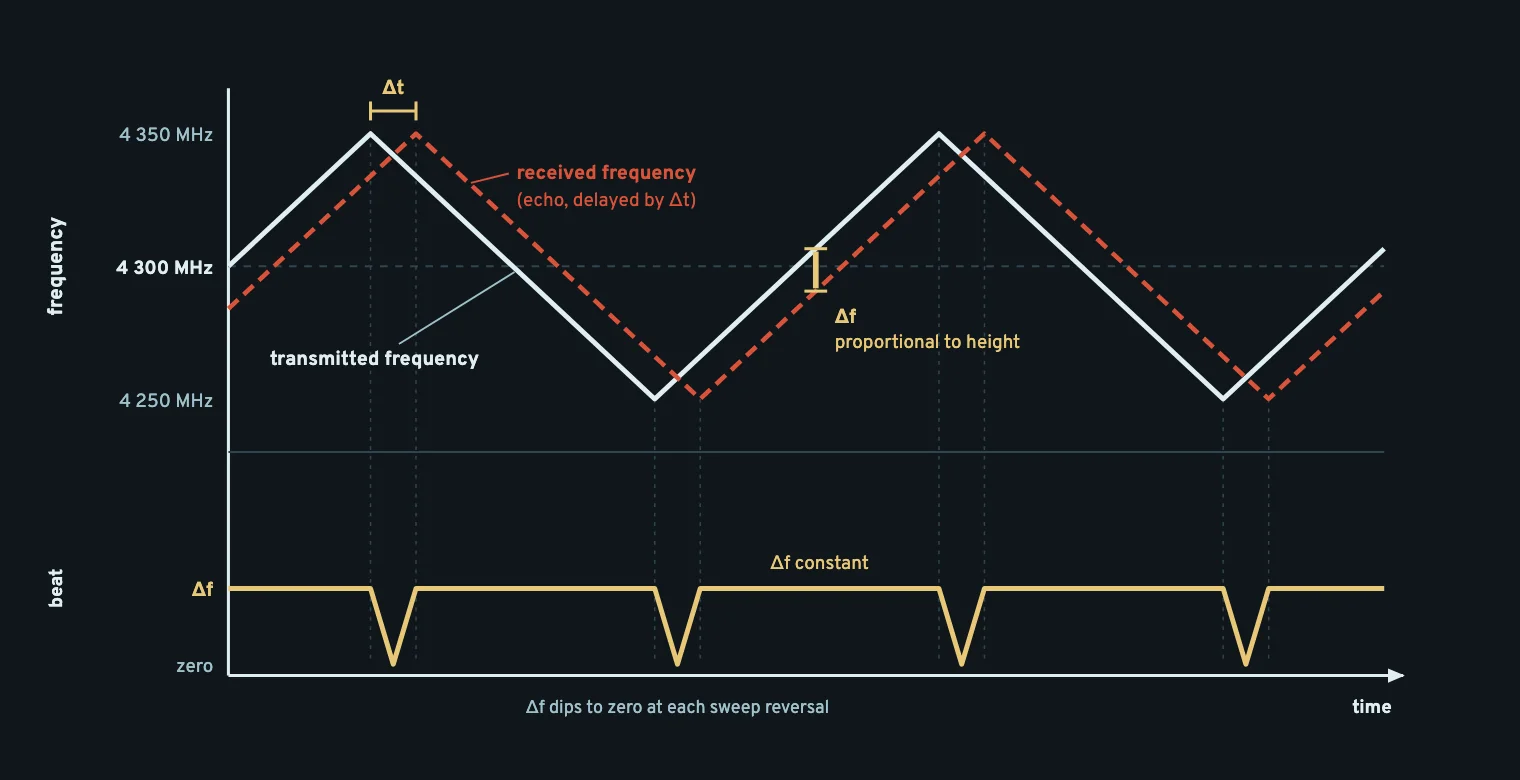 Δt
4 350 MHz
received frequency
(echo, delayed by Δt)
frequency
4 300 MHz
Δf
proportional to height
transmitted frequency
4 250 MHz
Δf constant
beat
Δf
zero
Δf dips to zero at each sweep reversal
time